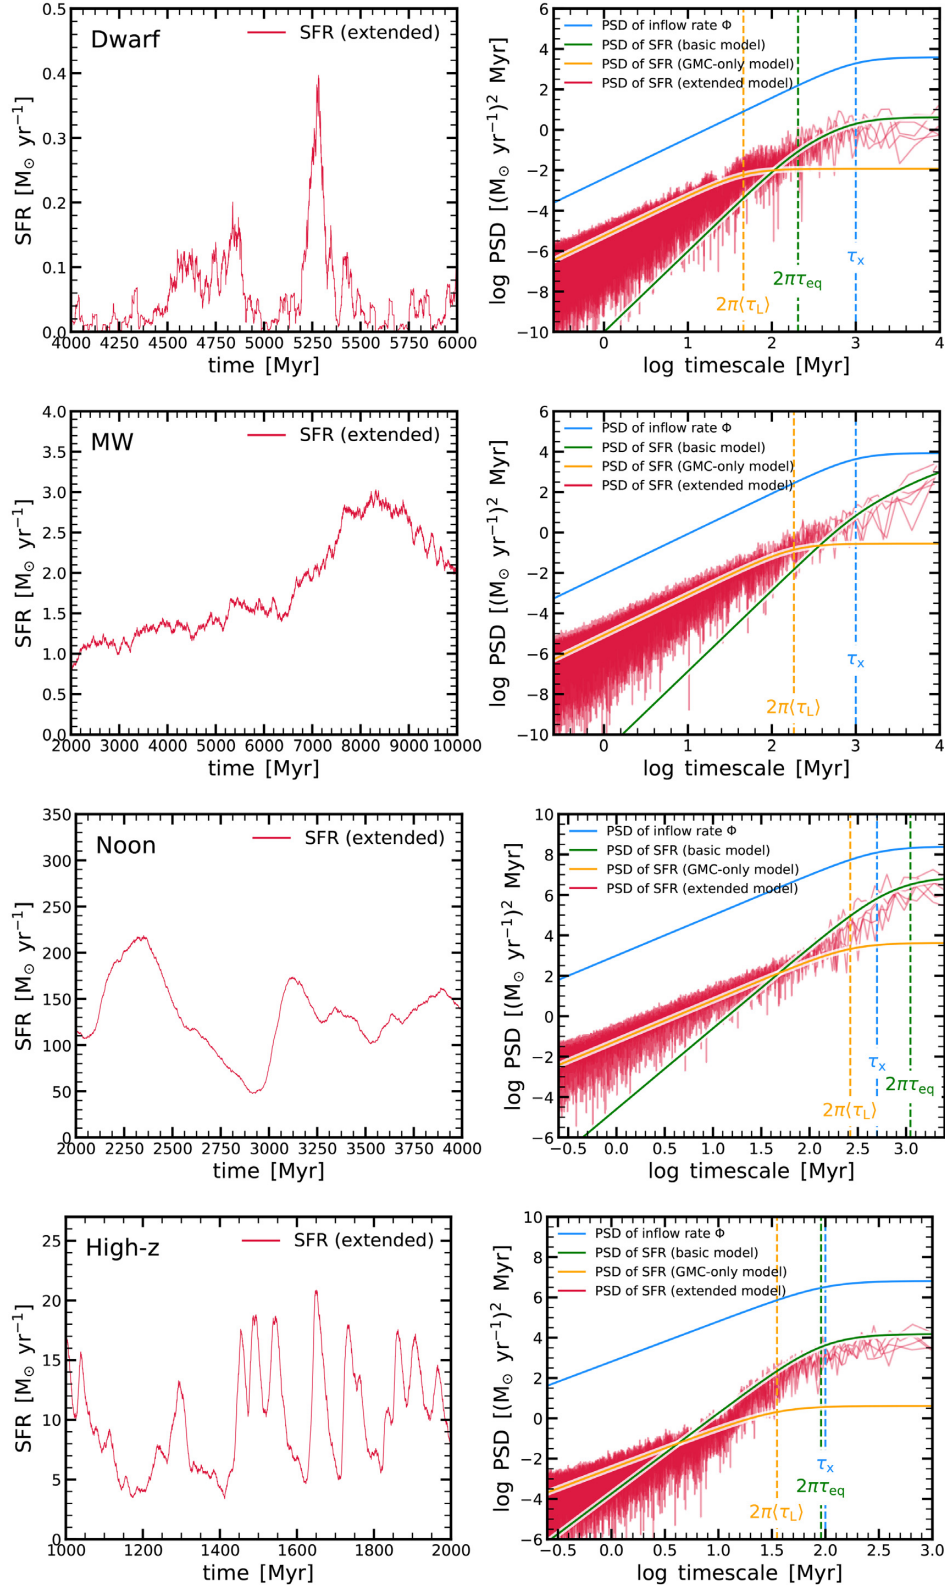 Dwarf
SFR (extended)
SFR [M⊙ yr−1]
0.5
0.4
0.3
0.2
0.1
0.0
4000 4250 4500 4750 5000 5250 5500 5750 6000
time [Myr]
PSD of inflow rate Φ
PSD of SFR (basic model)
PSD of SFR (GMC-only model)
PSD of SFR (extended model)
log PSD [(M⊙ yr−1)2 Myr]
6
4
2
0
−2
−4
−6
−8
−10
τx
2πτeq
2π⟨τL⟩
0 1 2 3 4
log timescale [Myr]
MW
SFR (extended)
SFR [M⊙ yr−1]
4.0
3.5
3.0
2.5
2.0
1.5
1.0
0.5
0.0
2000 3000 4000 5000 6000 7000 8000 9000 10000
time [Myr]
PSD of inflow rate Φ
PSD of SFR (basic model)
PSD of SFR (GMC-only model)
PSD of SFR (extended model)
log PSD [(M⊙ yr−1)2 Myr]
6
4
2
0
−2
−4
−6
−8
−10
τx
2π⟨τL⟩
0 1 2 3 4
log timescale [Myr]
Noon
SFR (extended)
SFR [M⊙ yr−1]
350
300
250
200
150
100
50
0
2000 2250 2500 2750 3000 3250 3500 3750 4000
time [Myr]
PSD of inflow rate Φ
PSD of SFR (basic model)
PSD of SFR (GMC-only model)
PSD of SFR (extended model)
log PSD [(M⊙ yr−1)2 Myr]
10
8
6
4
2
0
−2
−4
−6
τx
2πτeq
2π⟨τL⟩
−0.5 0.0 0.5 1.0 1.5 2.0 2.5 3.0
log timescale [Myr]
High-z
SFR (extended)
SFR [M⊙ yr−1]
25
20
15
10
5
0
1000 1200 1400 1600 1800 2000
time [Myr]
PSD of inflow rate Φ
PSD of SFR (basic model)
PSD of SFR (GMC-only model)
PSD of SFR (extended model)
log PSD [(M⊙ yr−1)2 Myr]
10
8
6
4
2
0
−2
−4
−6
τx
2πτeq
2π⟨τL⟩
−0.5 0.0 0.5 1.0 1.5 2.0 2.5 3.0
log timescale [Myr]